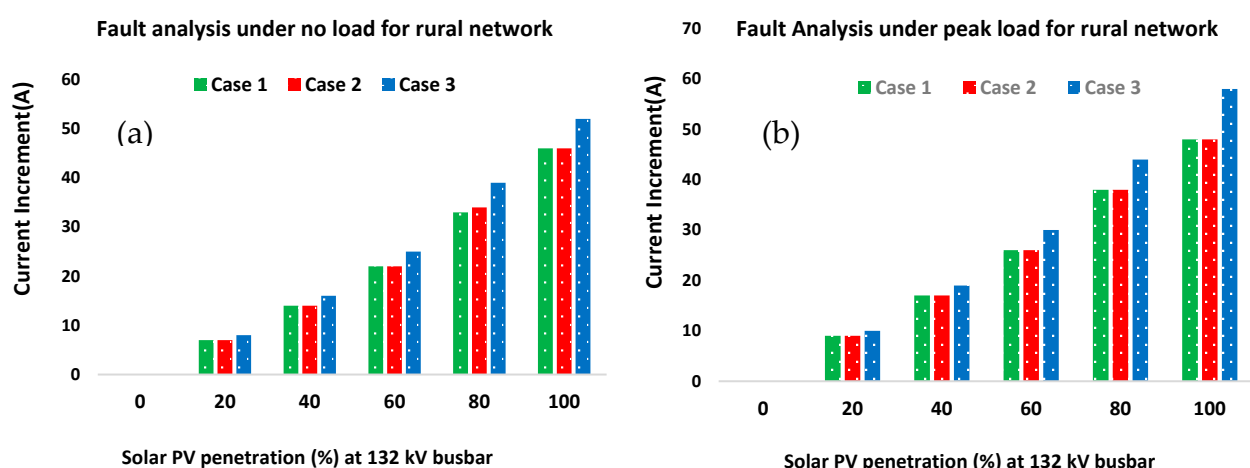 Fault analysis under no load for rural network
Current Increment(A)
60
50
40
30
20
10
0
Case 1 Case 2 Case 3
(a)
0 20 40 60 80 100
Solar PV penetration (%) at 132 kV busbar
Fault Analysis under peak load for rural network
Current Increment(A)
70
60
50
40
30
20
10
0
Case 1 Case 2 Case 3
(b)
0 20 40 60 80 100
Solar PV penetration (%) at 132 kV busbar